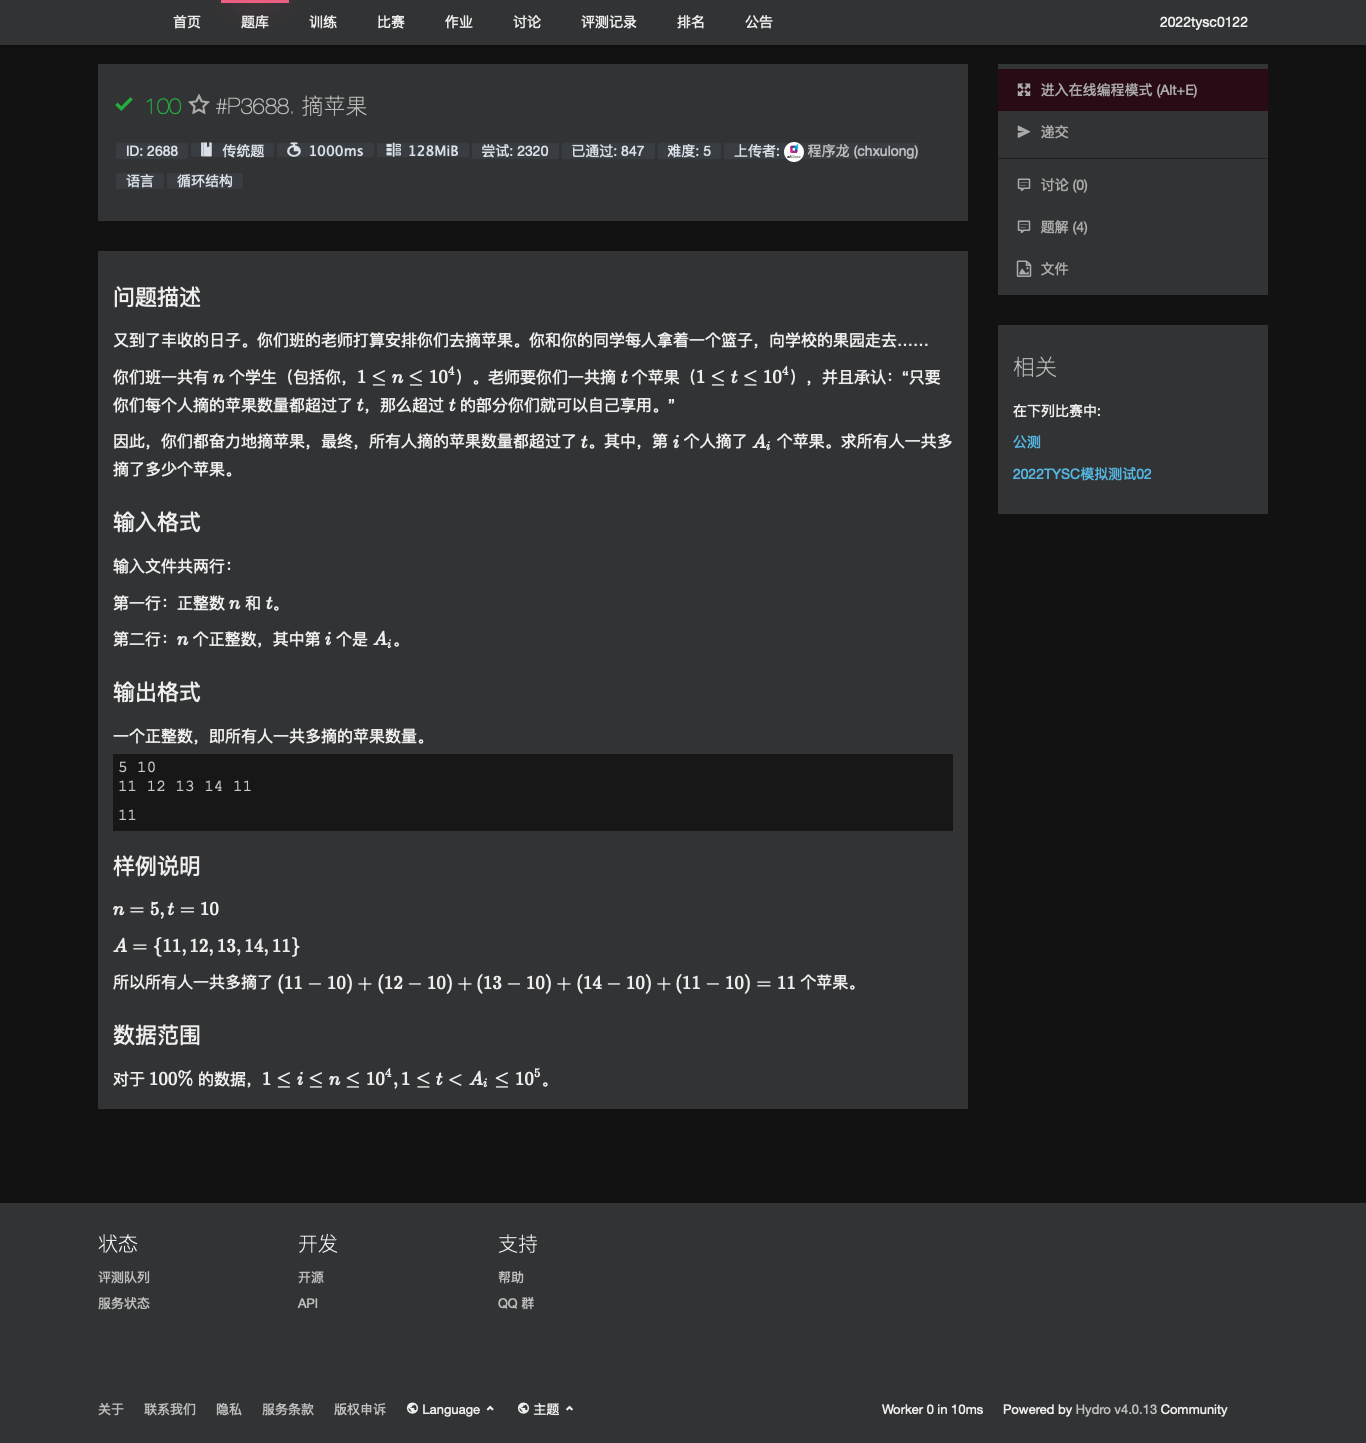 首页 题库 训练 比赛 作业 讨论 评测记录 排名 公告 2022tysc0122
100 #P3688. 摘苹果
ID: 2688 传统题 1000ms 128MiB 尝试: 2320 已通过: 847 难度: 5 上传者: 程序龙 (chxulong)
语言 循环结构
问题描述
又到了丰收的日子。你们班的老师打算安排你们去摘苹果。你和你的同学每人拿着一个篮子，向学校的果园走去……
你们班一共有 n 个学生（包括你，1 ≤ n ≤ 10⁴）。老师要你们一共摘 t 个苹果（1 ≤ t ≤ 10⁴），并且承认：“只要
你们每个人摘的苹果数量都超过了 t，那么超过 t 的部分你们就可以自己享用。”
因此，你们都奋力地摘苹果，最终，所有人摘的苹果数量都超过了 t。其中，第 i 个人摘了 Aᵢ 个苹果。求所有人一共多
摘了多少个苹果。
输入格式
输入文件共两行：
第一行：正整数 n 和 t。
第二行：n 个正整数，其中第 i 个是 Aᵢ。
输出格式
一个正整数，即所有人一共多摘的苹果数量。
5 10
11 12 13 14 11
11
样例说明
n = 5, t = 10
A = {11, 12, 13, 14, 11}
所以所有人一共多摘了 (11 − 10) + (12 − 10) + (13 − 10) + (14 − 10) + (11 − 10) = 11 个苹果。
数据范围
对于 100% 的数据，1 ≤ i ≤ n ≤ 10⁴, 1 ≤ t < Aᵢ ≤ 10⁵。
进入在线编程模式 (Alt+E)
递交
讨论 (0)
题解 (4)
文件
相关
在下列比赛中:
公测
2022TYSC模拟测试02
状态 开发 支持
评测队列 开源 帮助
服务状态 API QQ 群
关于 联系我们 隐私 服务条款 版权申诉 Language 主题 Worker 0 in 10ms Powered by Hydro v4.0.13 Community